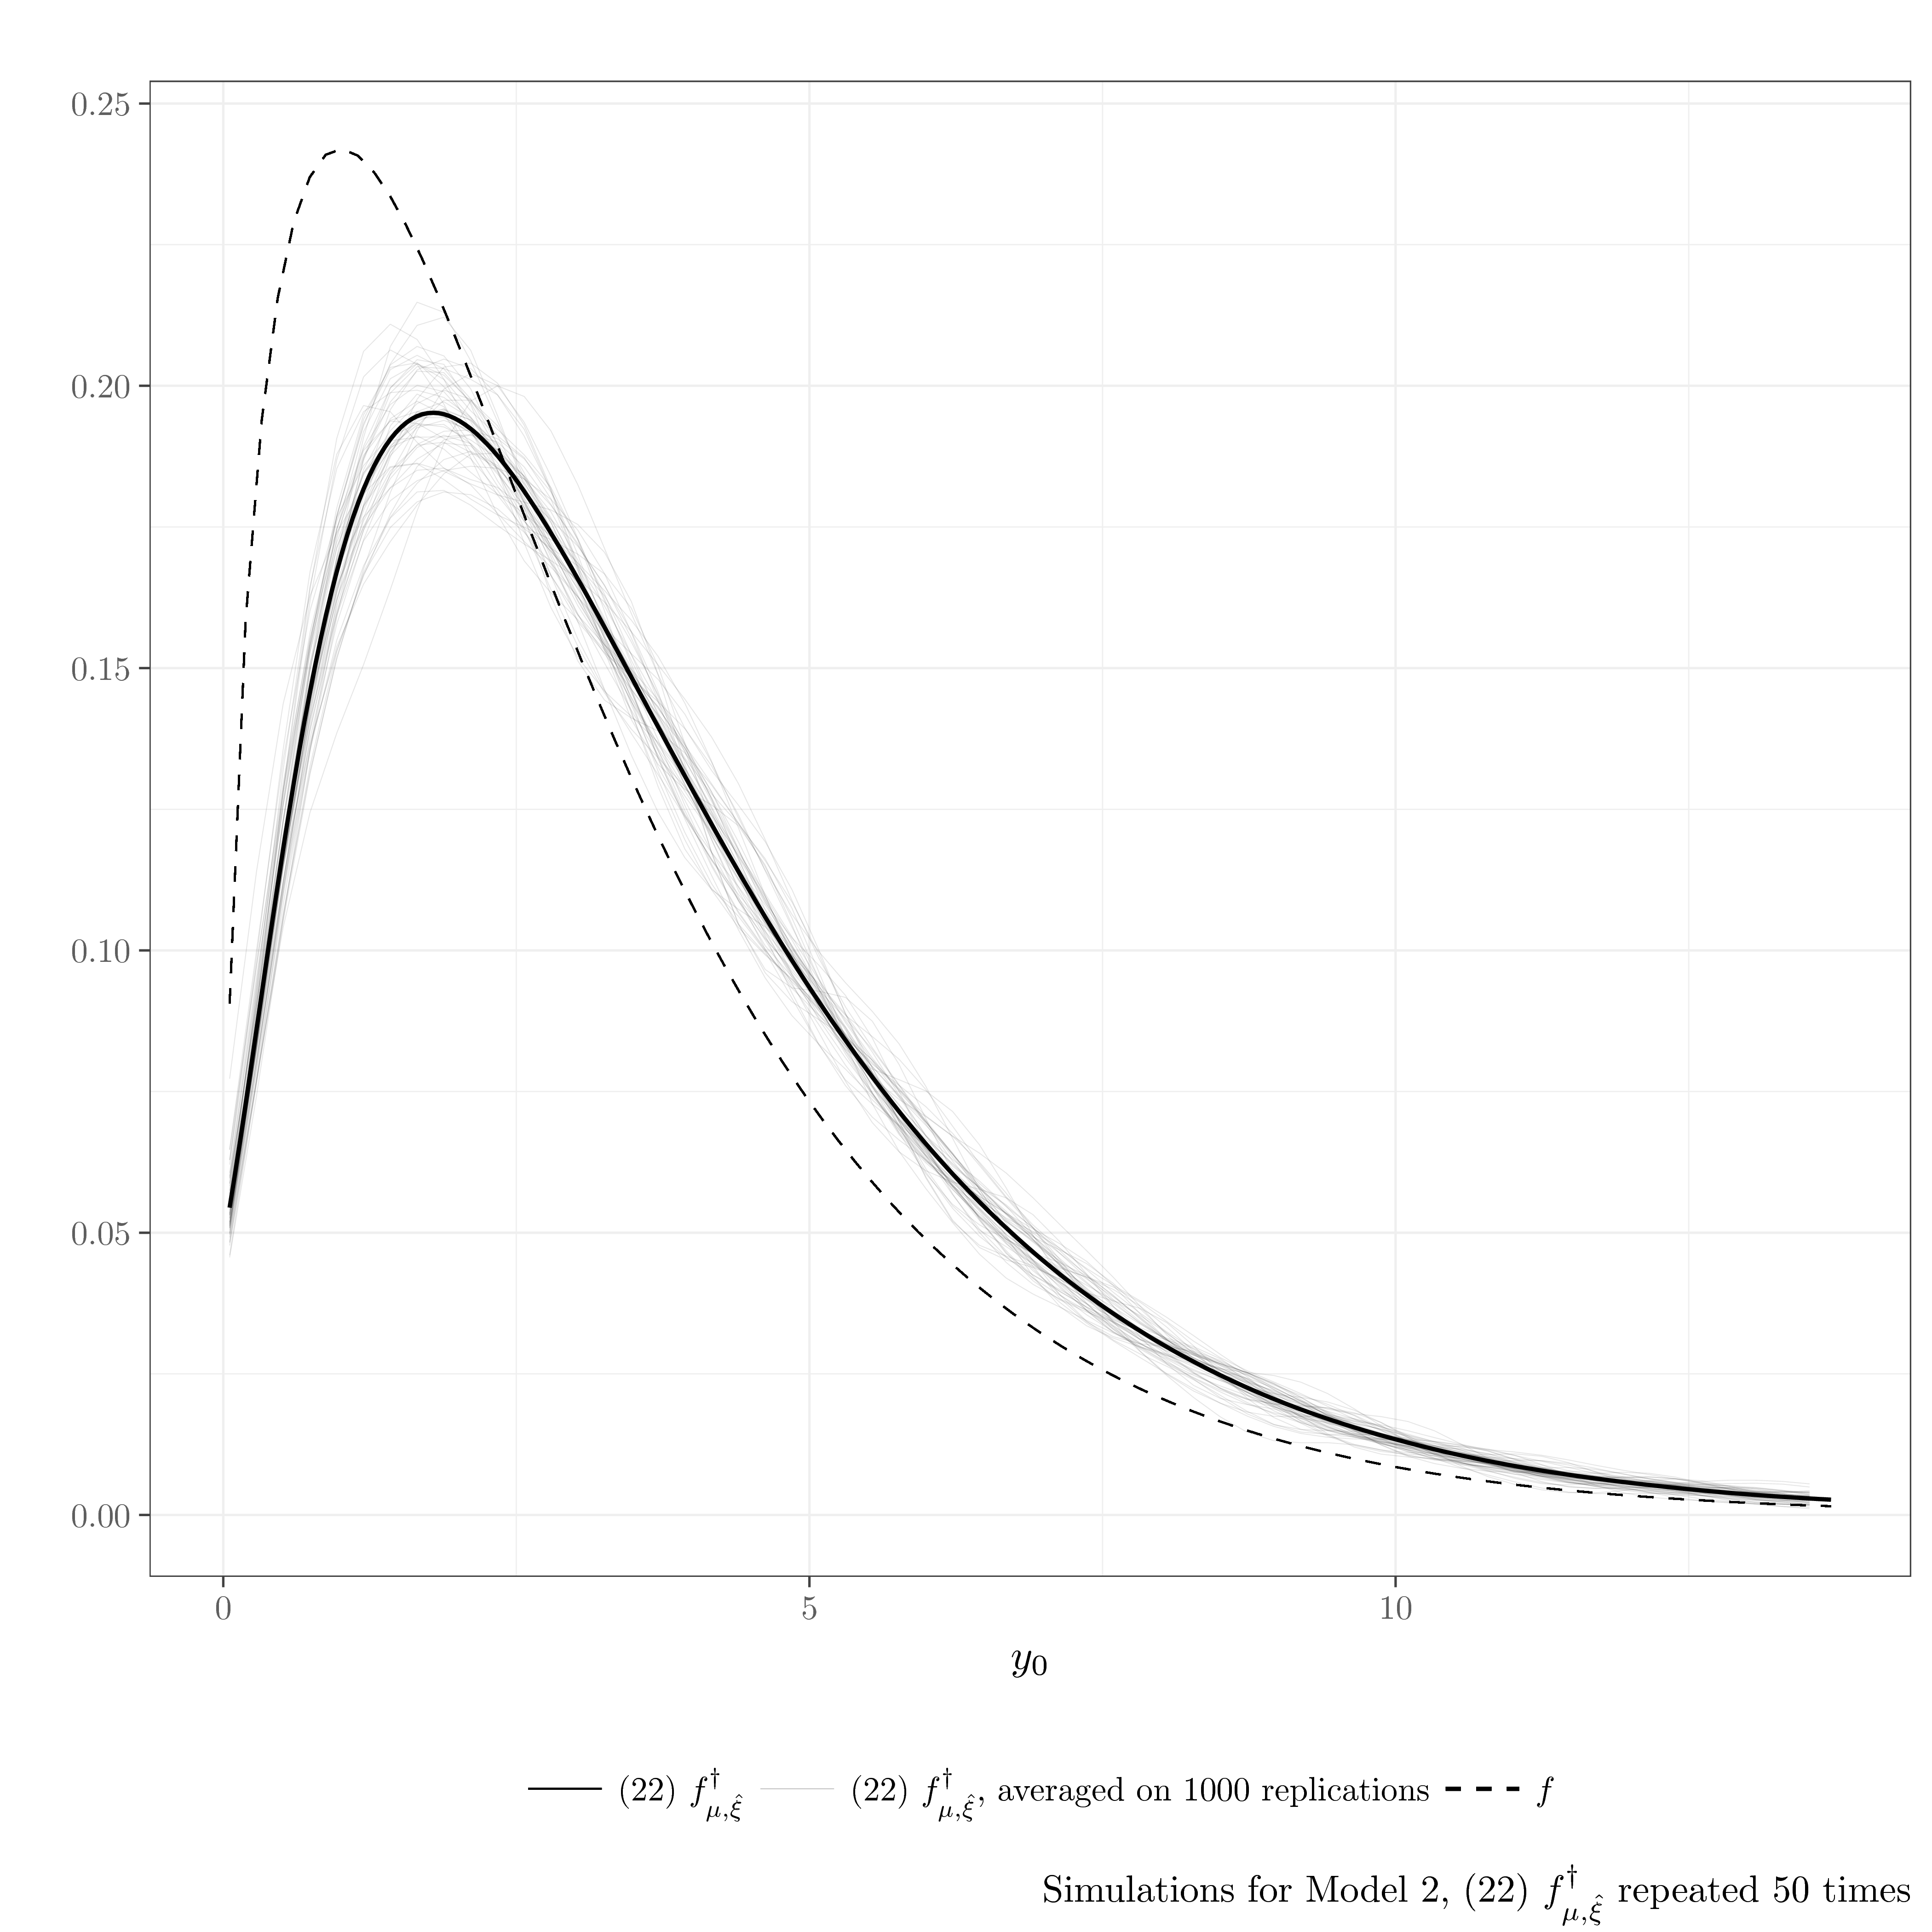 0.25
0.20
0.15
0.10
0.05
0.00
0 5 10
y₀
(22) f†μ,ξ̂ (22) f†μ,ξ̂, averaged on 1000 replications f
Simulations for Model 2, (22) f†μ,ξ̂ repeated 50 times